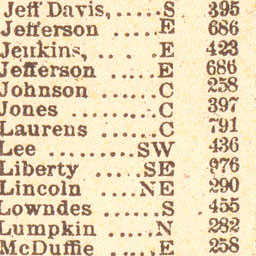 Jeff Davis, ..... S 395
Jefferson ..... E 686
Jenkins, .... E 423
Jefferson ..... E 686
Johnson ...... C 258
Jones ........ C 397
Laurens ...... C 791
Lee ........ SW 436
Liberty ..... SE 976
Lincoln ..... NE 290
Lowndes ...... S 455
Lumpkin ..... N 282
McDuffie ..... E 258